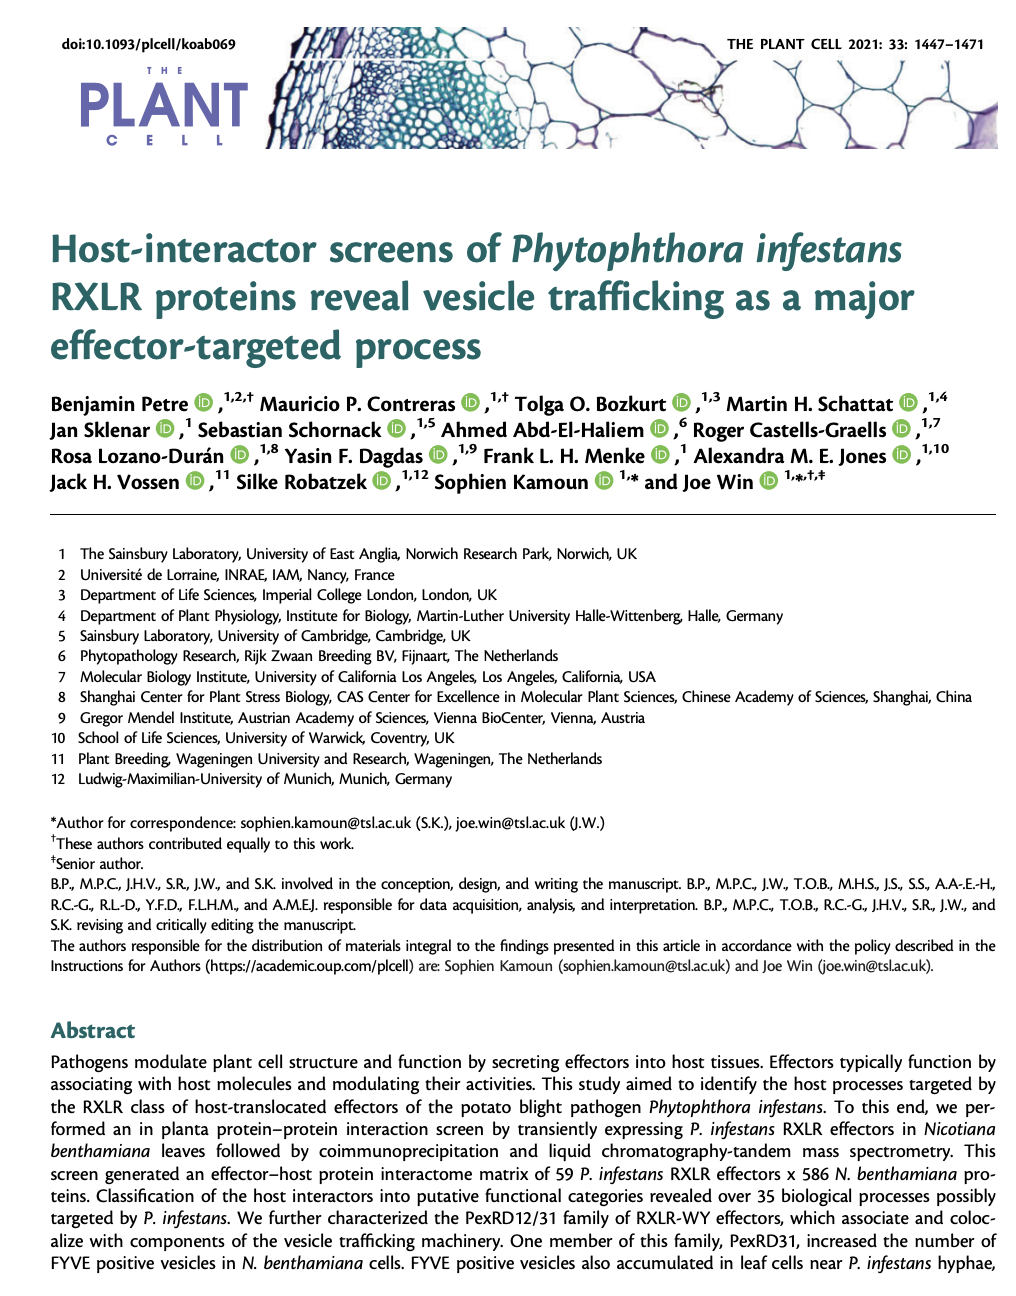 doi:10.1093/plcell/koab069
THE PLANT CELL 2021: 33: 1447–1471
THE
PLANT
CELL
Host-interactor screens of Phytophthora infestans
RXLR proteins reveal vesicle trafficking as a major
effector-targeted process
Benjamin Petre iD ,1,2,† Mauricio P. Contreras iD ,1,† Tolga O. Bozkurt iD ,1,3 Martin H. Schattat iD ,1,4
Jan Sklenar iD ,1 Sebastian Schornack iD ,1,5 Ahmed Abd-El-Haliem iD ,6 Roger Castells-Graells iD ,1,7
Rosa Lozano-Durán iD ,1,8 Yasin F. Dagdas iD ,1,9 Frank L. H. Menke iD ,1 Alexandra M. E. Jones iD ,1,10
Jack H. Vossen iD ,11 Silke Robatzek iD ,1,12 Sophien Kamoun iD 1,* and Joe Win iD 1,*,†,‡
1 The Sainsbury Laboratory, University of East Anglia, Norwich Research Park, Norwich, UK
2 Université de Lorraine, INRAE, IAM, Nancy, France
3 Department of Life Sciences, Imperial College London, London, UK
4 Department of Plant Physiology, Institute for Biology, Martin-Luther University Halle-Wittenberg, Halle, Germany
5 Sainsbury Laboratory, University of Cambridge, Cambridge, UK
6 Phytopathology Research, Rijk Zwaan Breeding BV, Fijnaart, The Netherlands
7 Molecular Biology Institute, University of California Los Angeles, Los Angeles, California, USA
8 Shanghai Center for Plant Stress Biology, CAS Center for Excellence in Molecular Plant Sciences, Chinese Academy of Sciences, Shanghai, China
9 Gregor Mendel Institute, Austrian Academy of Sciences, Vienna BioCenter, Vienna, Austria
10 School of Life Sciences, University of Warwick, Coventry, UK
11 Plant Breeding, Wageningen University and Research, Wageningen, The Netherlands
12 Ludwig-Maximilian-University of Munich, Munich, Germany
*Author for correspondence: sophien.kamoun@tsl.ac.uk (S.K.), joe.win@tsl.ac.uk (J.W.)
†These authors contributed equally to this work.
‡Senior author.
B.P., M.P.C., J.H.V., S.R., J.W., and S.K. involved in the conception, design, and writing the manuscript. B.P., M.P.C., J.W., T.O.B., M.H.S., J.S., S.S., A.A-.E.-H.,
R.C.-G., R.L.-D., Y.F.D., F.L.H.M., and A.M.E.J. responsible for data acquisition, analysis, and interpretation. B.P., M.P.C., T.O.B., R.C.-G., J.H.V., S.R., J.W., and
S.K. revising and critically editing the manuscript.
The authors responsible for the distribution of materials integral to the findings presented in this article in accordance with the policy described in the
Instructions for Authors (https://academic.oup.com/plcell) are: Sophien Kamoun (sophien.kamoun@tsl.ac.uk) and Joe Win (joe.win@tsl.ac.uk).
Abstract
Pathogens modulate plant cell structure and function by secreting effectors into host tissues. Effectors typically function by
associating with host molecules and modulating their activities. This study aimed to identify the host processes targeted by
the RXLR class of host-translocated effectors of the potato blight pathogen Phytophthora infestans. To this end, we per-
formed an in planta protein–protein interaction screen by transiently expressing P. infestans RXLR effectors in Nicotiana
benthamiana leaves followed by coimmunoprecipitation and liquid chromatography-tandem mass spectrometry. This
screen generated an effector–host protein interactome matrix of 59 P. infestans RXLR effectors x 586 N. benthamiana pro-
teins. Classification of the host interactors into putative functional categories revealed over 35 biological processes possibly
targeted by P. infestans. We further characterized the PexRD12/31 family of RXLR-WY effectors, which associate and coloc-
alize with components of the vesicle trafficking machinery. One member of this family, PexRD31, increased the number of
FYVE positive vesicles in N. benthamiana cells. FYVE positive vesicles also accumulated in leaf cells near P. infestans hyphae,